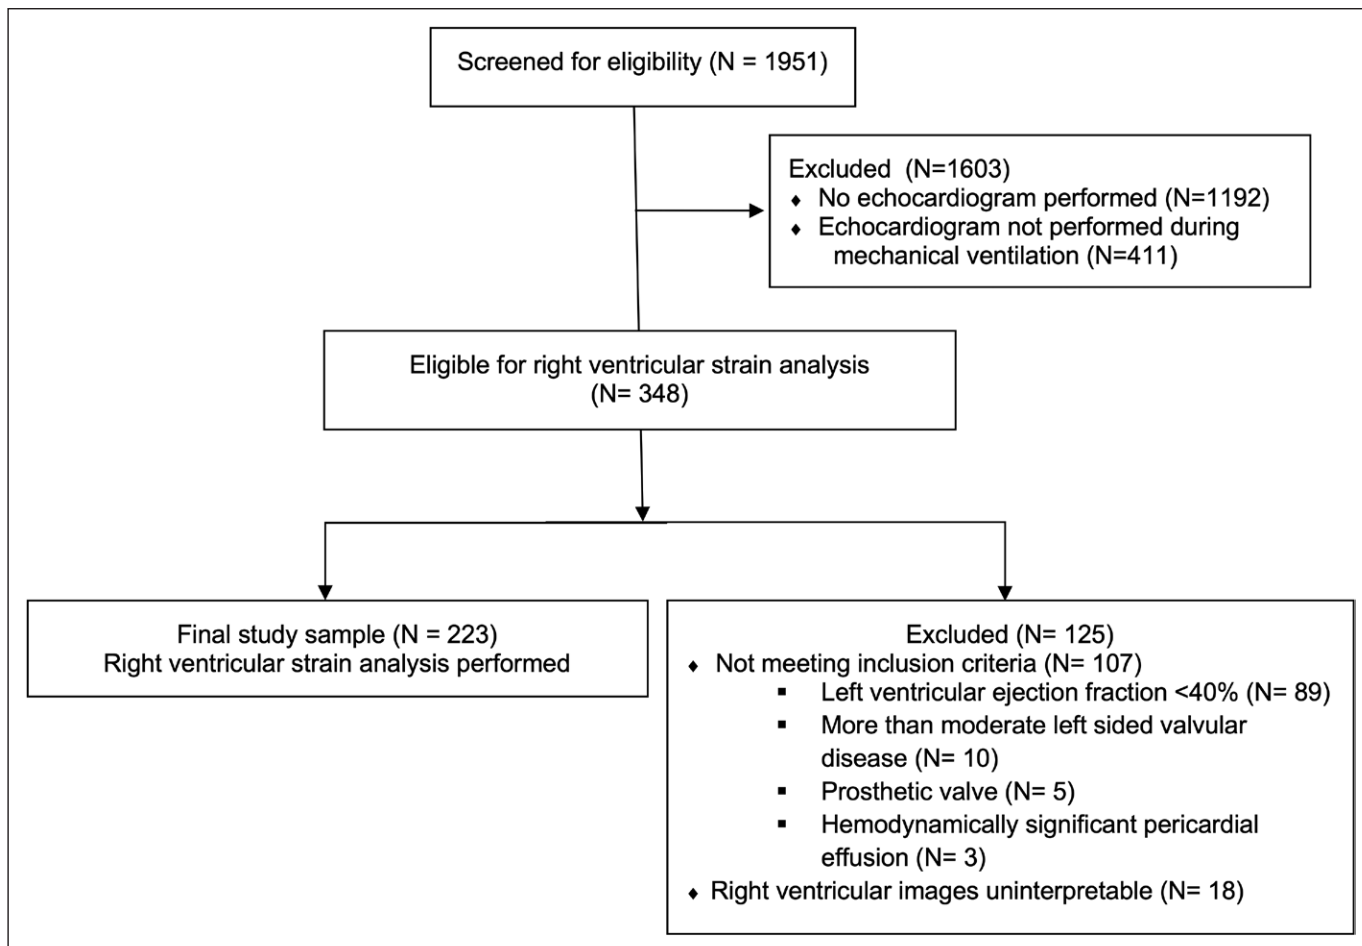 Screened for eligibility (N = 1951)
Excluded (N=1603)
♦ No echocardiogram performed (N=1192)
♦ Echocardiogram not performed during
mechanical ventilation (N=411)
Eligible for right ventricular strain analysis
(N= 348)
Final study sample (N = 223)
Right ventricular strain analysis performed
Excluded (N= 125)
♦ Not meeting inclusion criteria (N= 107)
▪ Left ventricular ejection fraction <40% (N= 89)
▪ More than moderate left sided valvular
disease (N= 10)
▪ Prosthetic valve (N= 5)
▪ Hemodynamically significant pericardial
effusion (N= 3)
♦ Right ventricular images uninterpretable (N= 18)